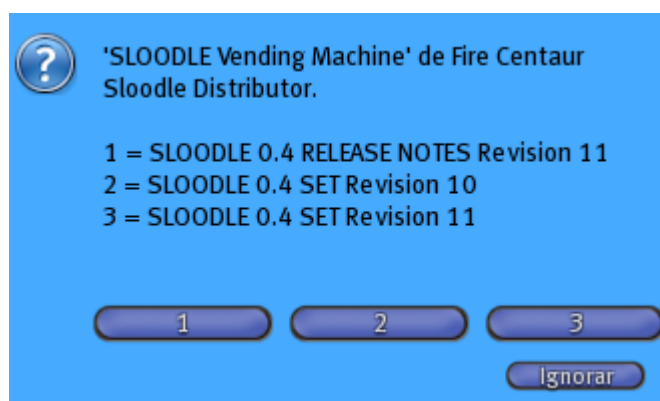 ?
'SLOODLE Vending Machine' de Fire Centaur
Sloodle Distributor.
1 = SLOODLE 0.4 RELEASE NOTES Revision 11
2 = SLOODLE 0.4 SET Revision 10
3 = SLOODLE 0.4 SET Revision 11
1 2 3
Ignorar